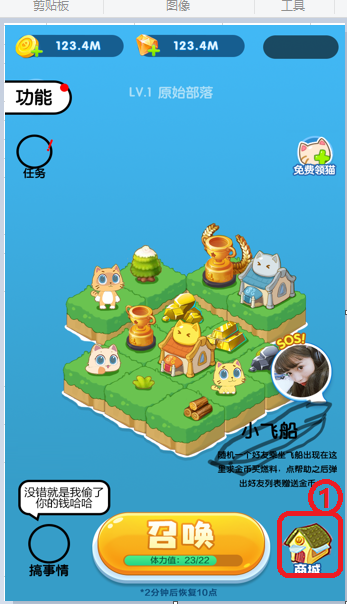 剪贴板 图像 工具
123.4M 123.4M
LV.1 原始部落
功能
任务
免费领猫
SOS!
小飞船
随机一个好友乘坐飞船出现在这
里求金币买燃料，点帮助之后弹
出好友列表赠送金币
没错就是我偷了
你的钱哈哈
1
召唤
体力值：23/22
搞事情
商城
*2分钟后恢复10点